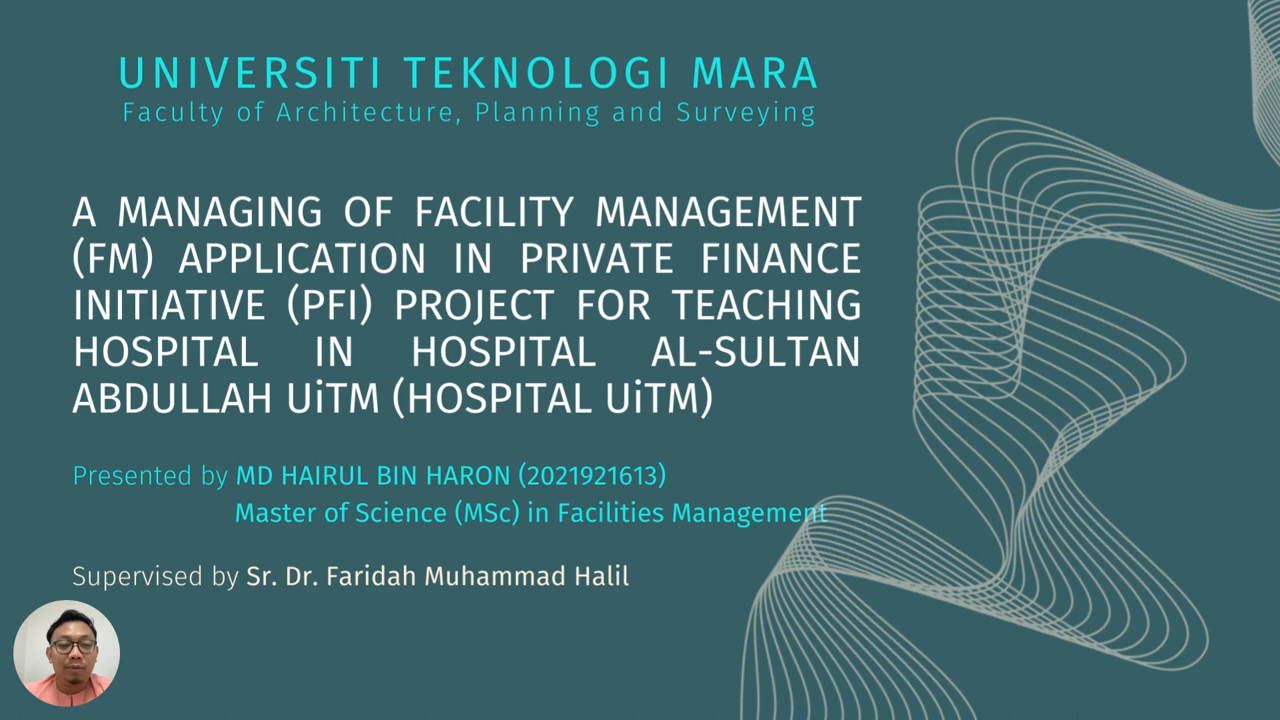 UNIVERSITI TEKNOLOGI MARA
Faculty of Architecture, Planning and Surveying
A MANAGING OF FACILITY MANAGEMENT
(FM) APPLICATION IN PRIVATE FINANCE
INITIATIVE (PFI) PROJECT FOR TEACHING
HOSPITAL IN HOSPITAL AL-SULTAN
ABDULLAH UiTM (HOSPITAL UiTM)
Presented by MD HAIRUL BIN HARON (2021921613)
Master of Science (MSc) in Facilities Management
Supervised by Sr. Dr. Faridah Muhammad Halil